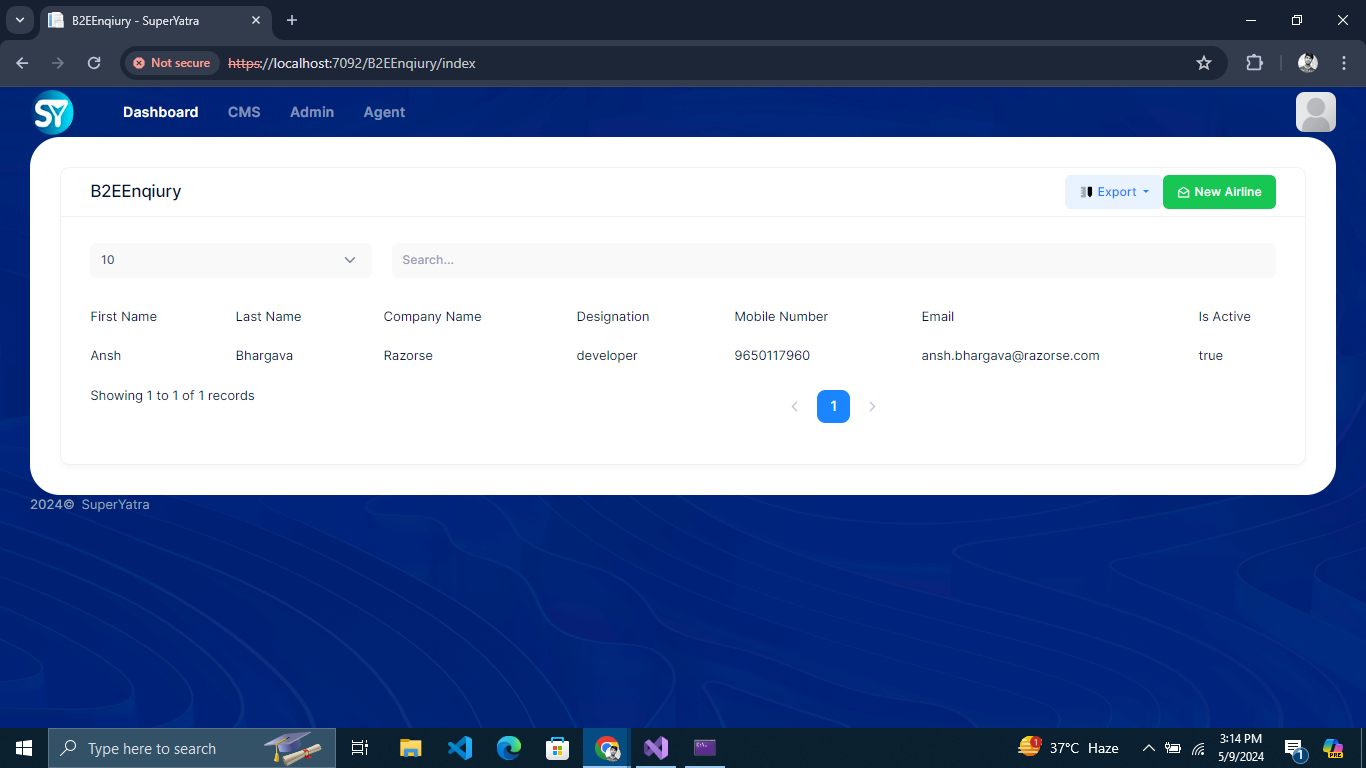 B2EEnqiury - SuperYatra
Not secure https://localhost:7092/B2EEnqiury/index
SY Dashboard CMS Admin Agent
B2EEnqiury Export New Airline
10 Search...
First Name Last Name Company Name Designation Mobile Number Email Is Active
Ansh Bhargava Razorse developer 9650117960 ansh.bhargava@razorse.com true
Showing 1 to 1 of 1 records
1
2024© SuperYatra
Type here to search
1
37°C Haze
3:14 PM
5/9/2024
1
PRE